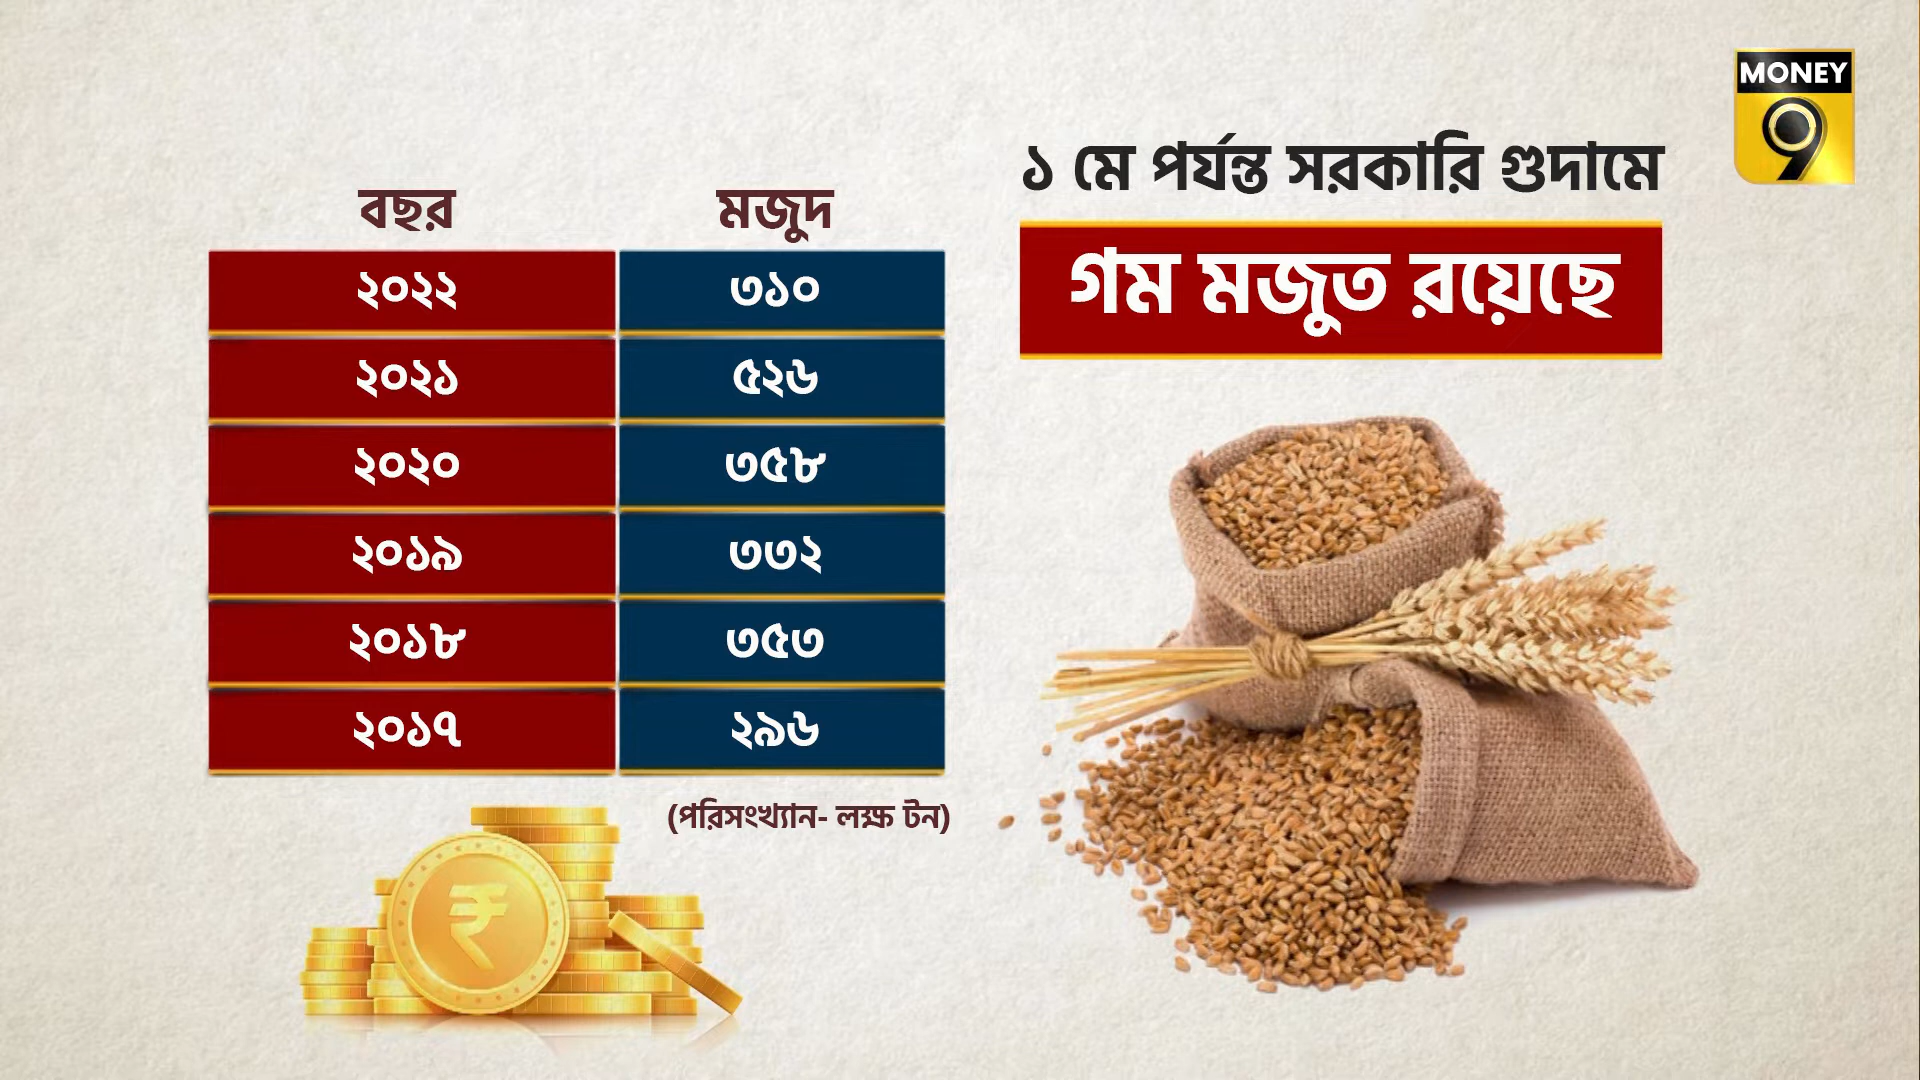 MONEY
9
১ মে পর্যন্ত সরকারি গুদামে
গম মজুত রয়েছে
বছর মজুদ
২০২২ ৩১০
২০২১ ৫২৬
২০২০ ৩৫৮
২০১৯ ৩৩২
২০১৮ ৩৫৩
২০১৭ ২৯৬
(পরিসংখ্যান- লক্ষ টন)
₹